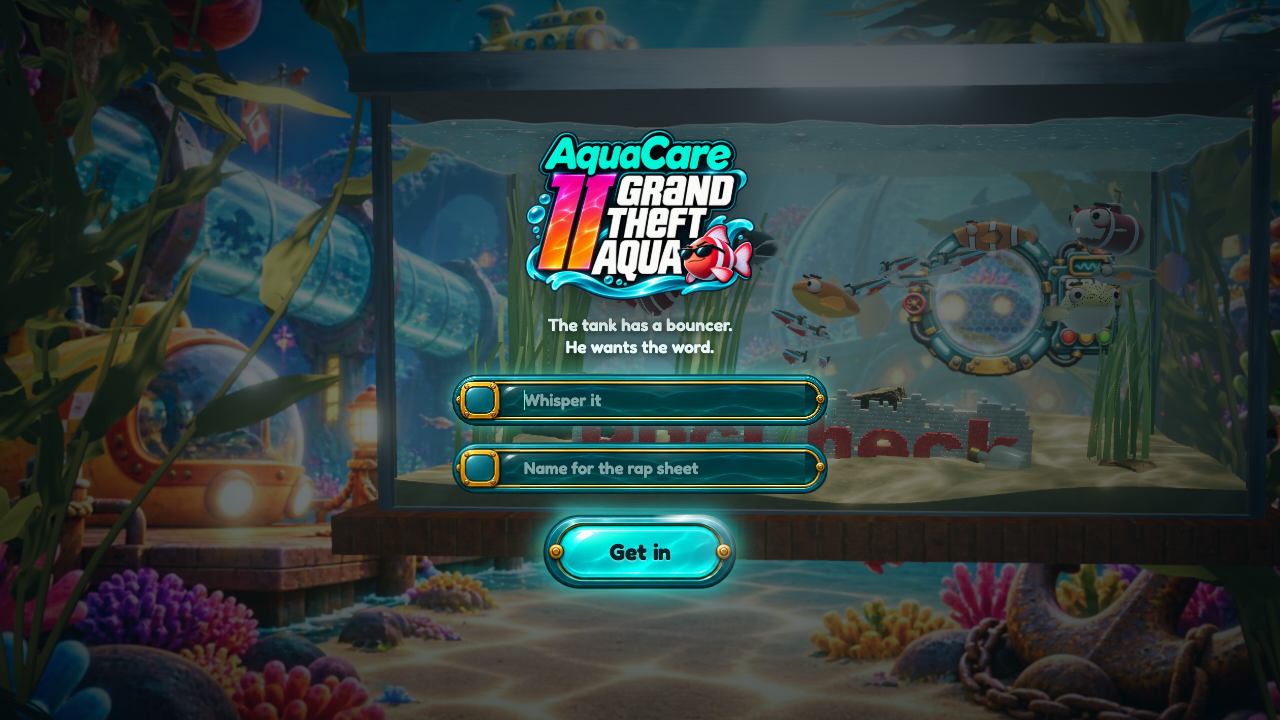 AquaCare
II GRAND
THEFT
AQUA
The tank has a bouncer.
He wants the word.
Whisper it
Name for the rap sheet
Get in